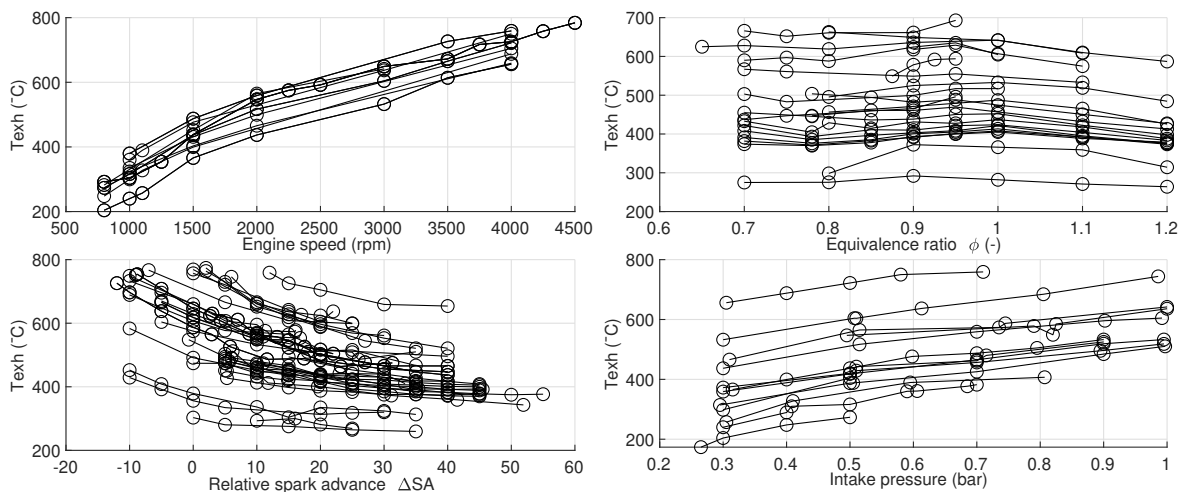 800
600
400
200
Texh (¯C)
500 1000 1500 2000 2500 3000 3500 4000 4500
Engine speed (rpm)
700
600
500
400
300
200
Texh (¯C)
0.6 0.7 0.8 0.9 1 1.1 1.2
Equivalence ratio ϕ (-)
800
600
400
200
Texh (¯C)
-20 -10 0 10 20 30 40 50 60
Relative spark advance ΔSA
800
600
400
200
Texh (¯C)
0.2 0.3 0.4 0.5 0.6 0.7 0.8 0.9 1
Intake pressure (bar)